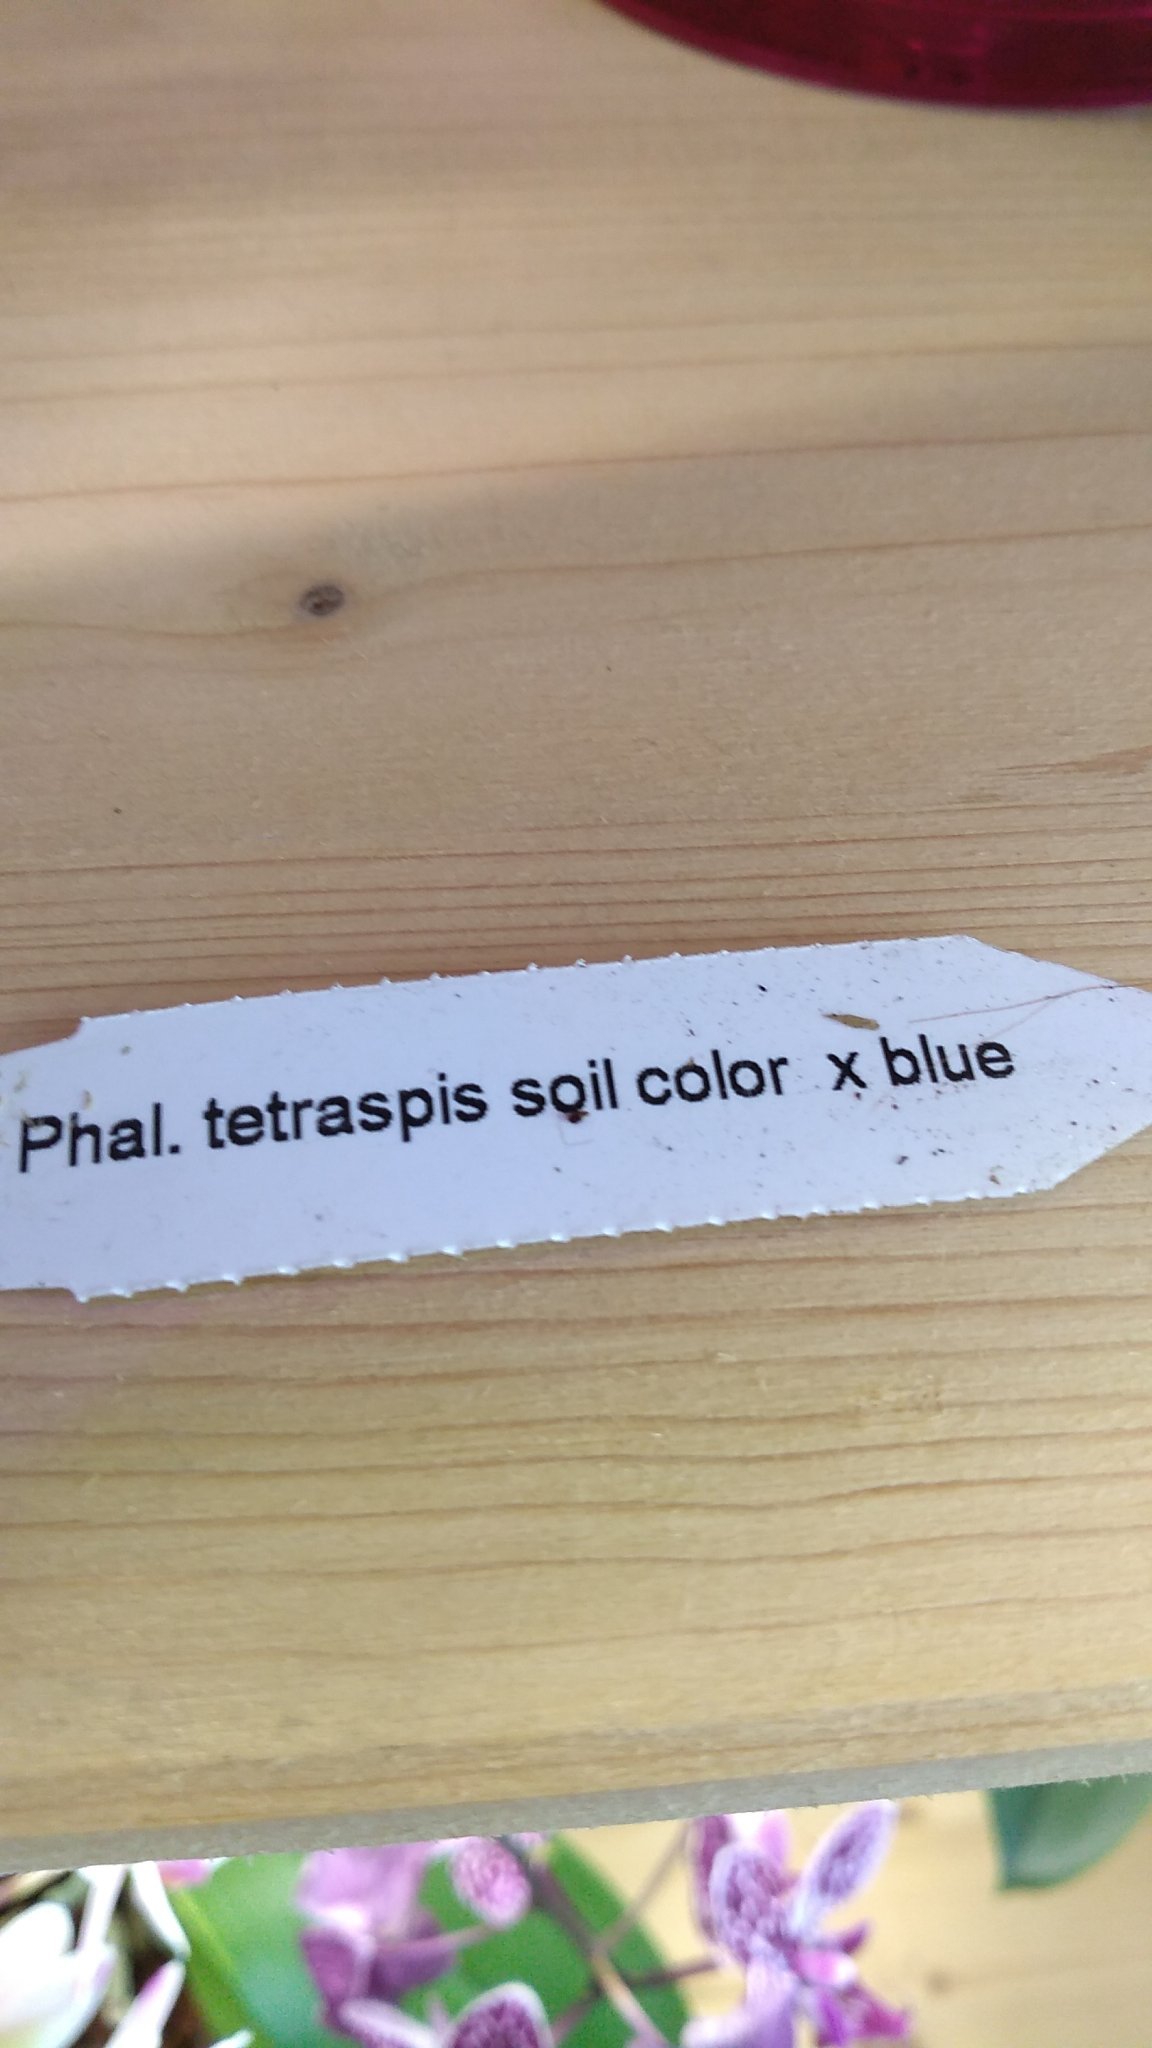 Phal. tetraspis soil color x blue